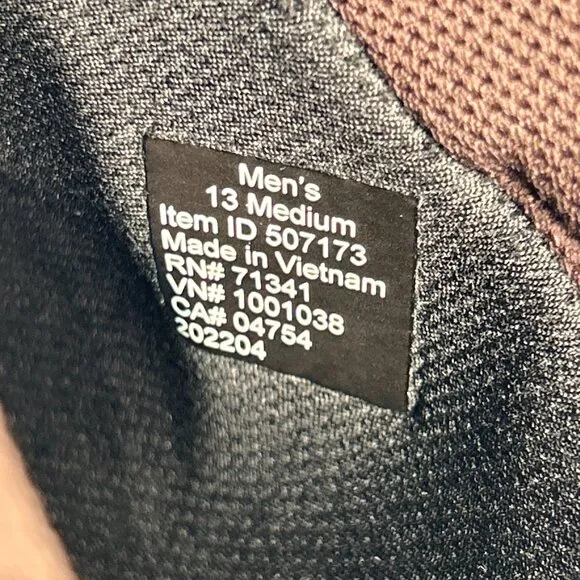 Men's
13 Medium
Item ID 507173
Made in Vietnam
RN# 71341
VN# 1001038
CA# 04754
202204